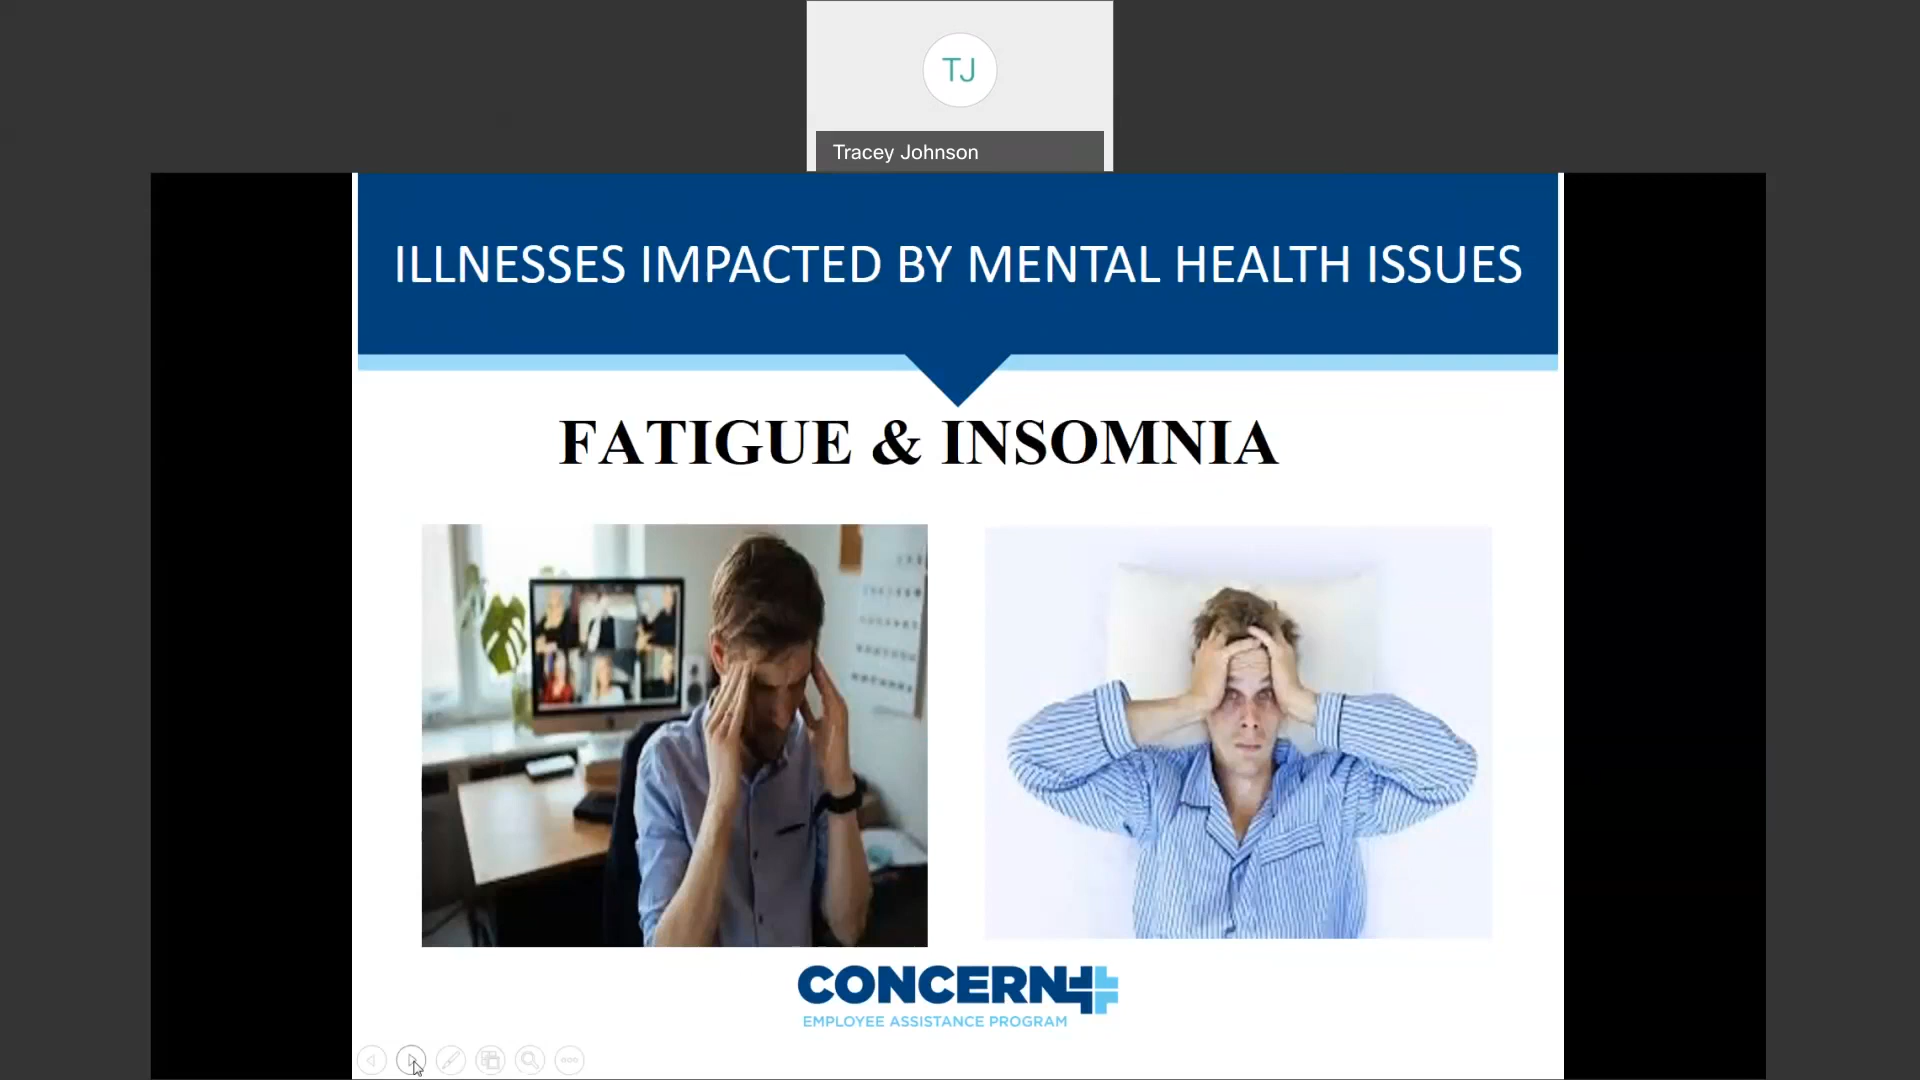 TJ
Tracey Johnson
ILLNESSES IMPACTED BY MENTAL HEALTH ISSUES
FATIGUE & INSOMNIA
CONCERN
EMPLOYEE ASSISTANCE PROGRAM